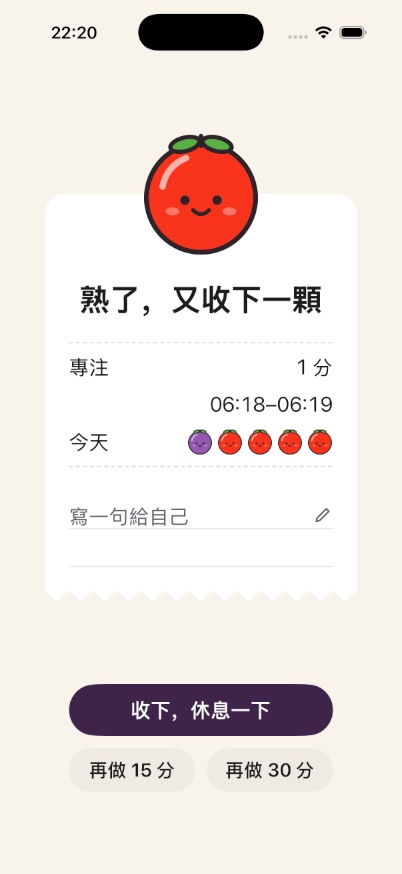 22:20
熟了，又收下一顆
專注 1 分
06:18–06:19
今天
寫一句給自己
收下，休息一下
再做 15 分 再做 30 分